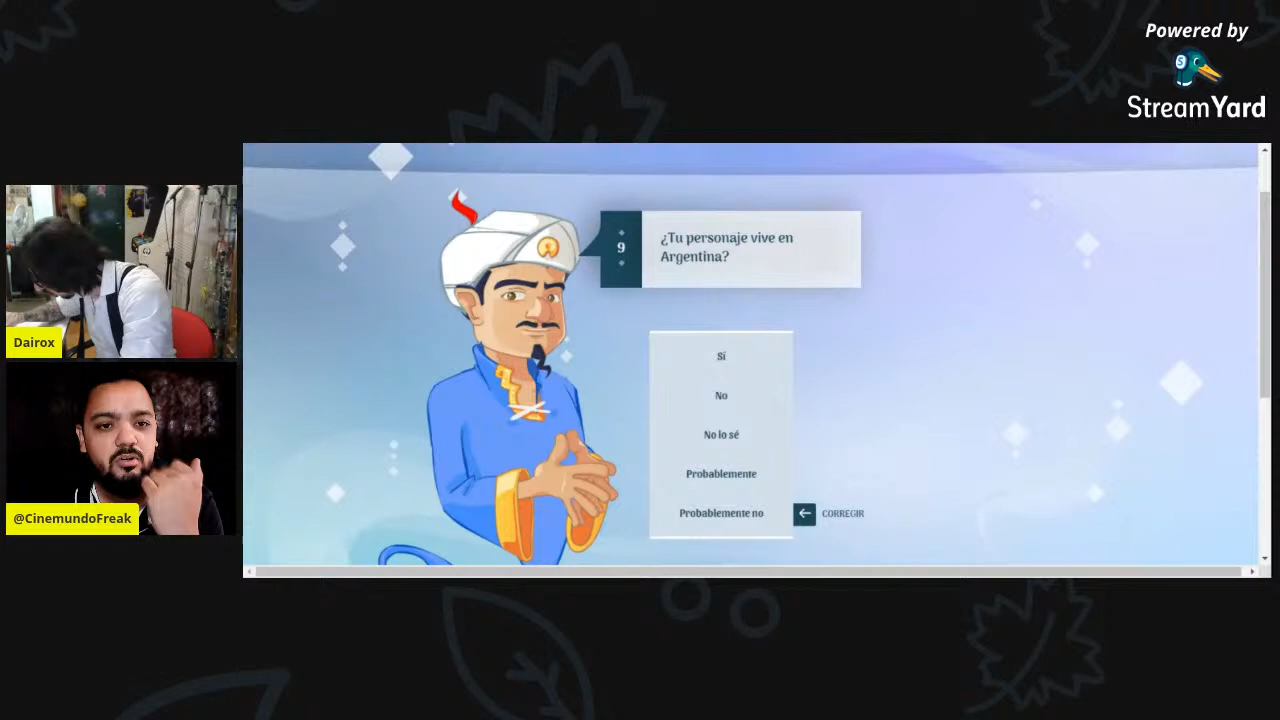 Powered by
StreamYard
9
¿Tu personaje vive en
Argentina?
Sí
No
No lo sé
Probablemente
Probablemente no
CORREGIR
Dairox
@CinemundoFreak